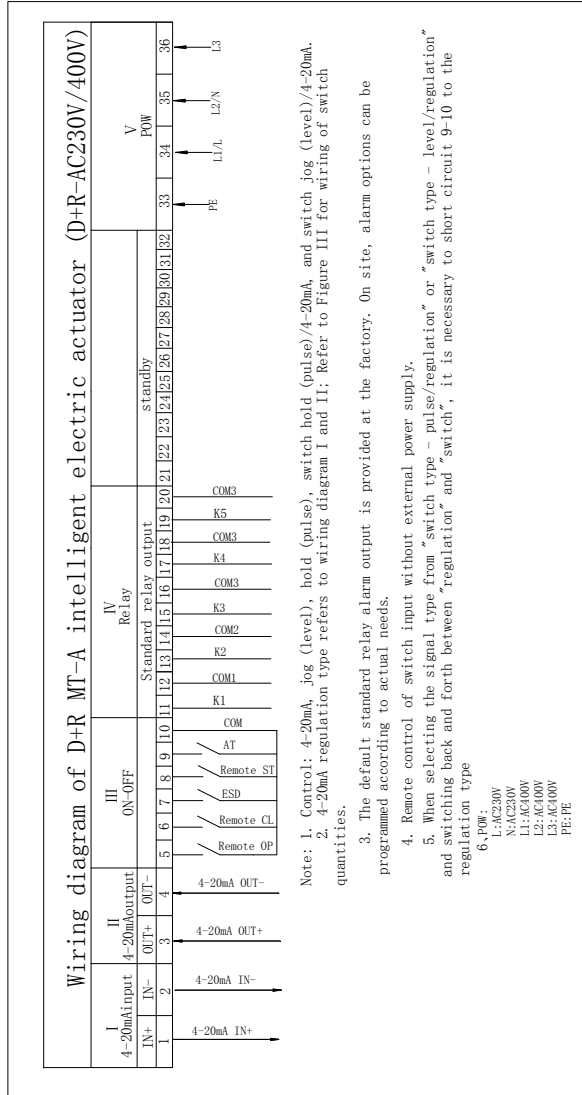 Wiring diagram of D+R MT-A intelligent electric actuator (D+R-AC230V/400V)
I II III IV V
4-20mAinput 4-20mAoutput ON-OFF Relay POW
IN+ IN- OUT+ OUT- Standard relay output standby
1 2 3 4 5 6 7 8 9 10 11 12 13 14 15 16 17 18 19 20 21 22 23 24 25 26 27 28 29 30 31 32 33 34 35 36
4-20mA IN+
4-20mA IN-
4-20mA OUT+
4-20mA OUT-
Remote OP
Remote CL
ESD
Remote ST
AT
COM
K1
COM1
K2
COM2
K3
COM3
K4
COM3
K5
COM3
PE
L1/L
L2/N
L3
Note: 1. Control: 4-20mA, jog (level), hold (pulse), switch hold (pulse)/4-20mA, and switch jog (level)/4-20mA.
2. 4-20mA regulation type refers to wiring diagram I and II; Refer to Figure III for wiring of switch
quantities.
3. The default standard relay alarm output is provided at the factory. On site, alarm options can be
programmed according to actual needs.
4. Remote control of switch input without external power supply.
5. When selecting the signal type from "switch type - pulse/regulation" or "switch type - level/regulation"
and switching back and forth between "regulation" and "switch", it is necessary to short circuit 9-10 to the
regulation type
6.POW:
L:AC230V
N:AC230V
L1:AC400V
L2:AC400V
L3:AC400V
PE:PE